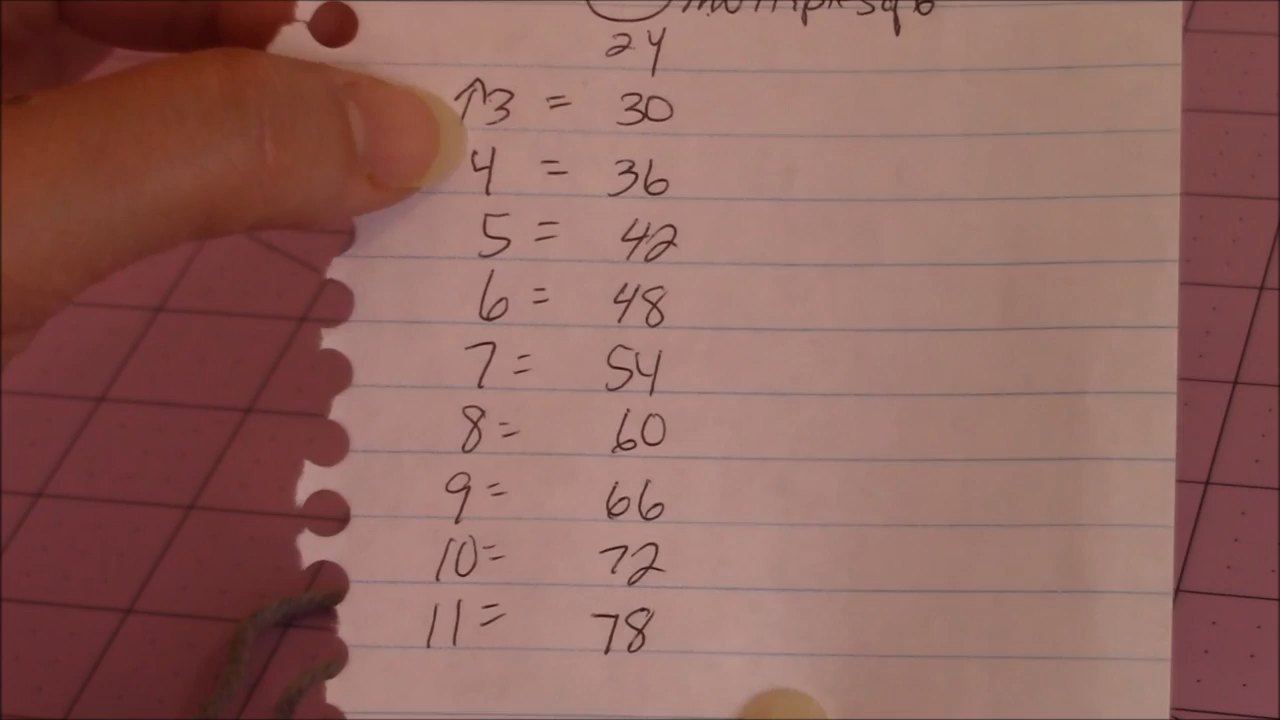 24
↑3 = 30
4 = 36
5 = 42
6 = 48
7 = 54
8 = 60
9 = 66
10 = 72
11 = 78